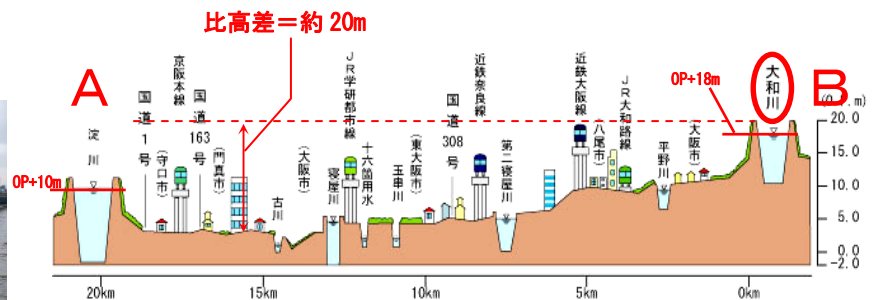 比高差＝約 20m
A
B
淀川
OP+10m
国道1号
(守口市)
京阪本線
国道163号
(門真市)
古川
(大阪市)
寝屋川
JR学研都市線
十六箇用水
玉串川
(東大阪市)
国道308号
近鉄奈良線
第二寝屋川
近鉄大阪線
(八尾市)
JR大和路線
平野川
(大阪市)
OP+18m
大和川
20.0
15.0
10.0
5.0
0.0
-2.0
20km
15km
10km
5km
0km